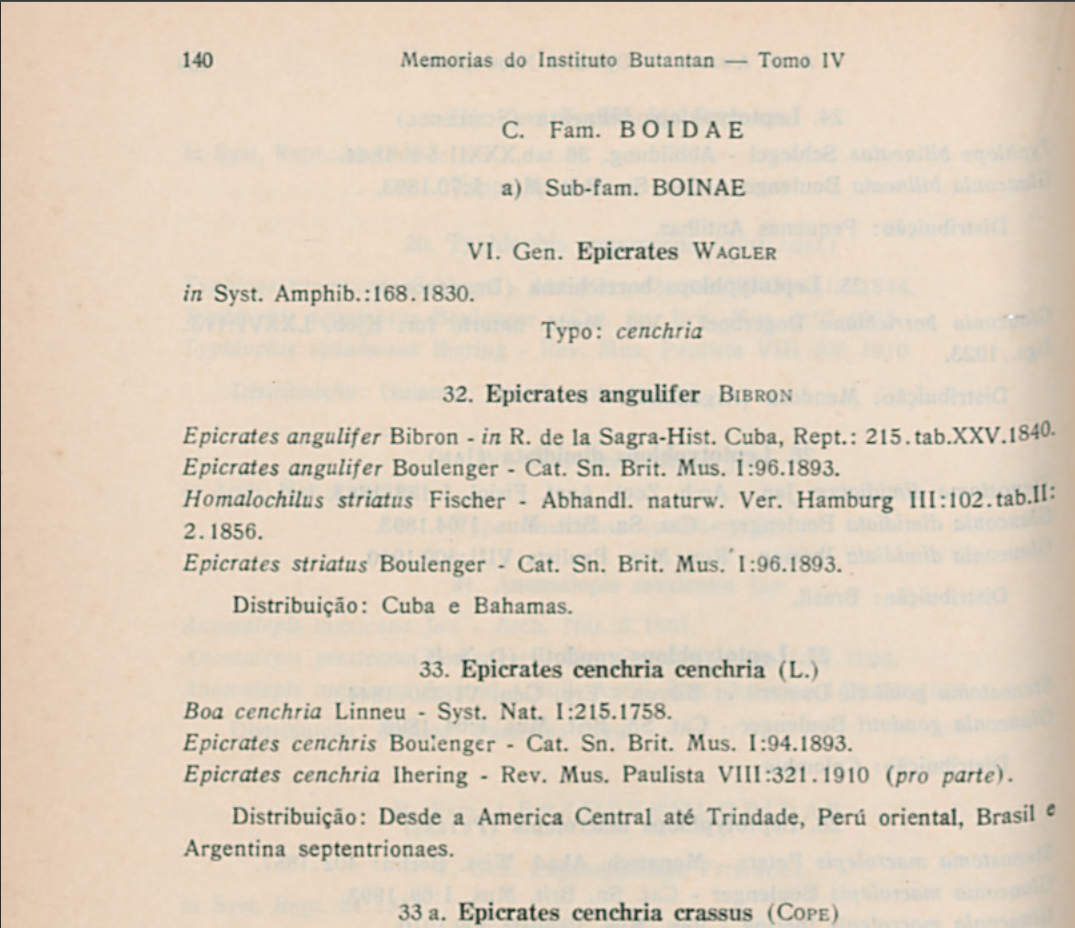 140 Memorias do Instituto Butantan — Tomo IV
C. Fam. BOIDAE
a) Sub-fam. BOINAE
VI. Gen. Epicrates WAGLER
in Syst. Amphib.:168.1830.
Typo: cenchria
32. Epicrates angulifer BIBRON
Epicrates angulifer Bibron - in R. de la Sagra-Hist. Cuba, Rept.: 215.tab.XXV.1840.
Epicrates angulifer Boulenger - Cat. Sn. Brit. Mus. I:96.1893.
Homalochilus striatus Fischer - Abhandl. naturw. Ver. Hamburg III:102.tab.II:
2.1856.
Epicrates striatus Boulenger - Cat. Sn. Brit. Mus. I:96.1893.
Distribuição: Cuba e Bahamas.
33. Epicrates cenchria cenchria (L.)
Boa cenchria Linneu - Syst. Nat. I:215.1758.
Epicrates cenchris Boulenger - Cat. Sn. Brit. Mus. I:94.1893.
Epicrates cenchria Ihering - Rev. Mus. Paulista VIII:321.1910 (pro parte).
Distribuição: Desde a America Central até Trindade, Perú oriental, Brasil e
Argentina septentrionaes.
33 a. Epicrates cenchria crassus (COPE)